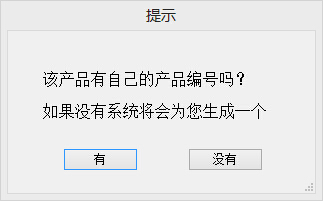 提示
该产品有自己的产品编号吗？
如果没有系统将会为您生成一个
有
没有